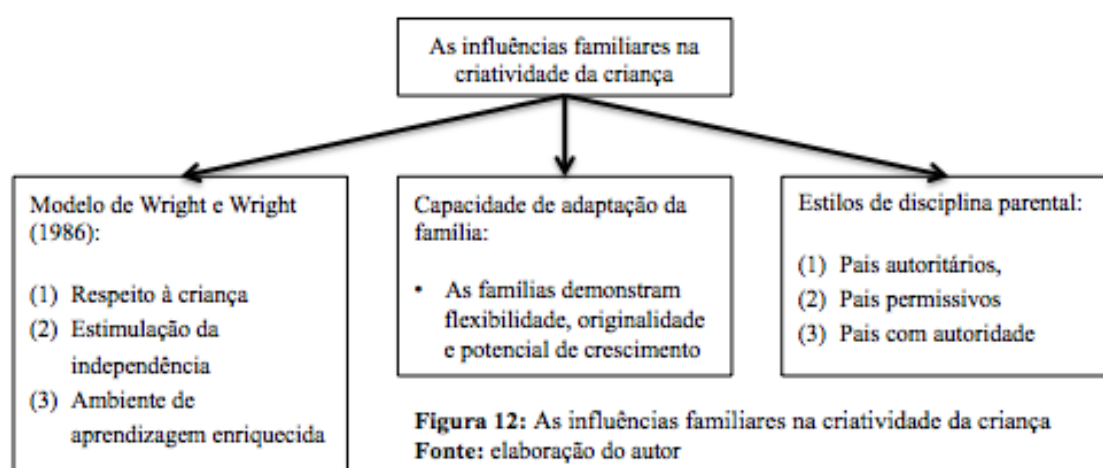 As influências familiares na
criatividade da criança
Modelo de Wright e Wright
(1986):
(1) Respeito à criança
(2) Estimulação da
independência
(3) Ambiente de
aprendizagem enriquecida
Capacidade de adaptação da
família:
• As famílias demonstram
flexibilidade, originalidade
e potencial de crescimento
Estilos de disciplina parental:
(1) Pais autoritários,
(2) Pais permissivos
(3) Pais com autoridade
Figura 12: As influências familiares na criatividade da criança
Fonte: elaboração do autor